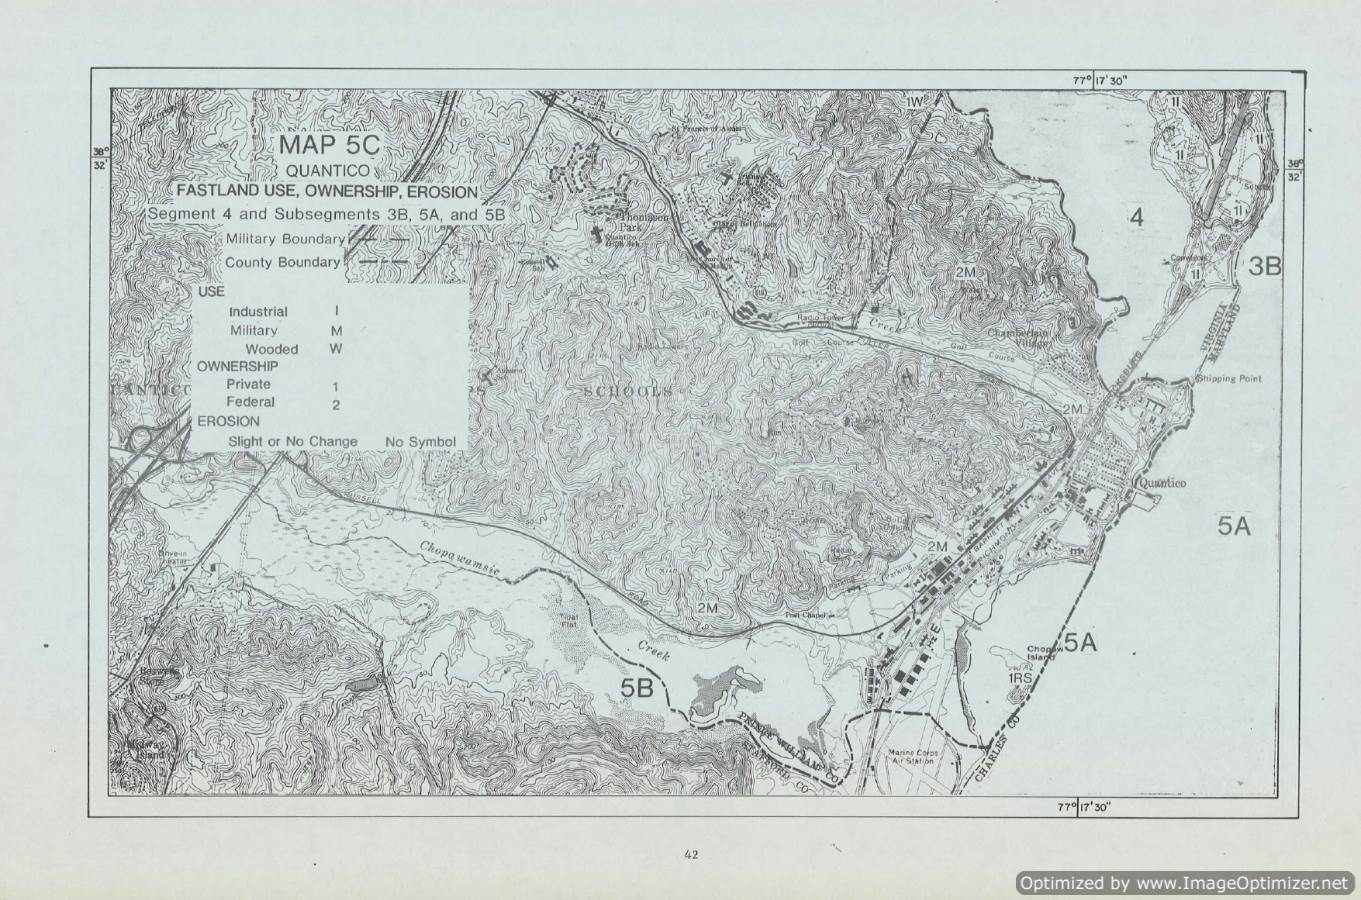 77° 17' 30"
38°
32'
38°
32'
MAP 5C
QUANTICO
FASTLAND USE, OWNERSHIP, EROSION
Segment 4 and Subsegments 3B, 5A, and 5B
Military Boundary
County Boundary
USE
Industrial I
Military M
Wooded W
OWNERSHIP
Private 1
Federal 2
EROSION
Slight or No Change No Symbol
1W
1I
1I
1I
1I
1I
4
3B
2M
Thomason
Park
Quantico
High Sch
Radio Tower
Creek
Golf Course
Golf
Course
Chamberlain
Village
VIRGINIA
MARYLAND
Shipping Point
SCHOOLS
2M
Quantico
5A
2M
Chopawamsic
Tidal
Flat
2M
Post Chapel
Parking
Creek
5B
5A
Island
1RS
PRINCE WILLIAM CO
STAFFORD CO
CHARLES CO
Marine Corps
Air Station
77° 17' 30"
42
Optimized by www.ImageOptimizer.net